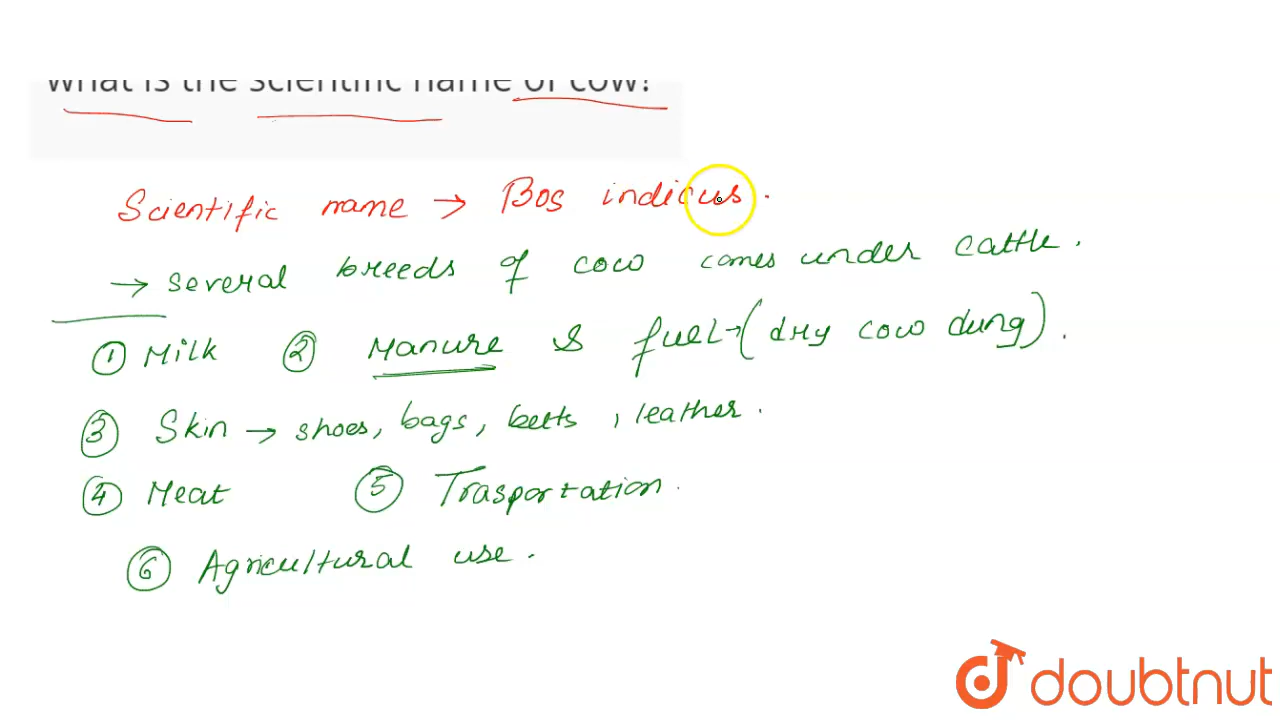 What is the scientific name of cow?
Scientific name → Bos indicus.
→ several breeds of cow comes under cattle.
① Milk ② Manure & fuel → (dry cow dung).
③ Skin → shoes, bags, belts, leather.
④ Meat ⑤ Trasportation.
⑥ Agricultural use.
doubtnut